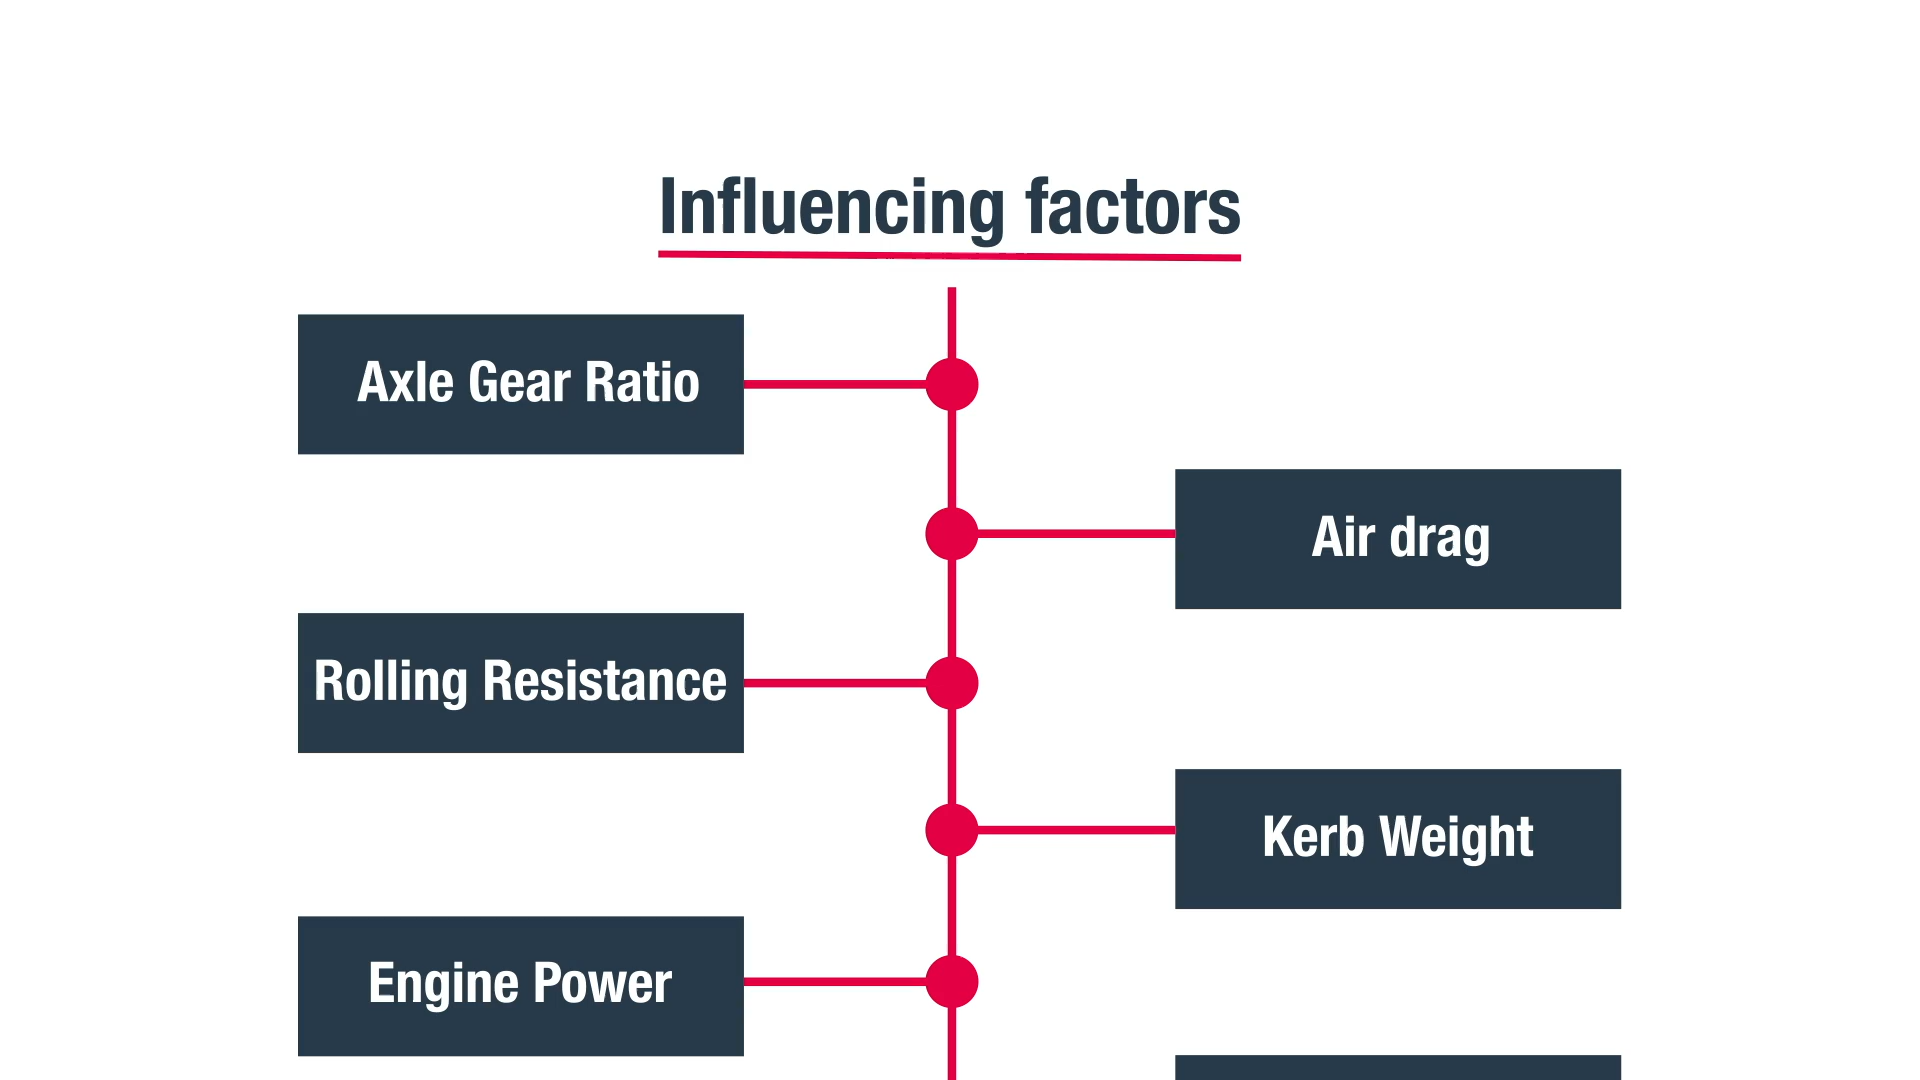 Influencing factors
Axle Gear Ratio
Air drag
Rolling Resistance
Kerb Weight
Engine Power